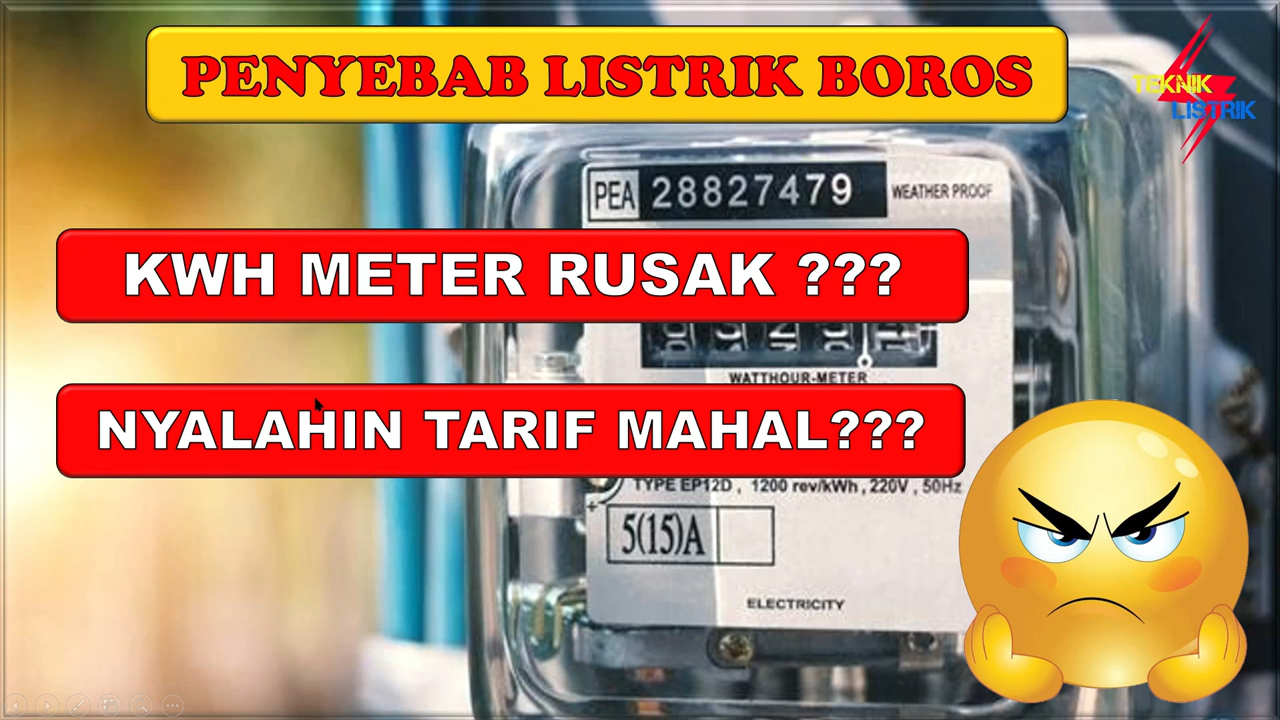 PENYEBAB LISTRIK BOROS
TEKNIK
LISTRIK
PEA 28827479 WEATHER PROOF
KWH METER RUSAK ???
WATTHOUR-METER
NYALAHIN TARIF MAHAL???
TYPE EP12D , 1200 rev/kWh , 220V , 50Hz
5(15)A
ELECTRICITY